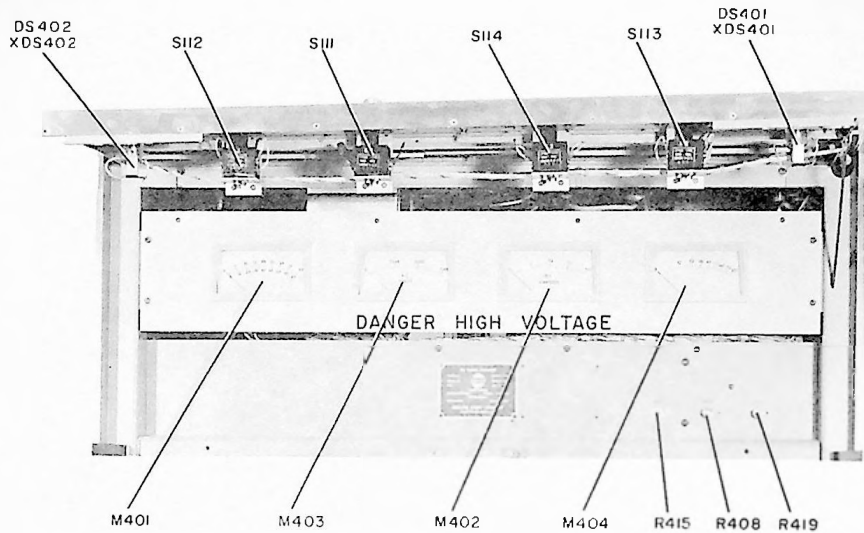 DS402
XDS402
S112
S111
S114
S113
DS401
XDS401
DANGER HIGH VOLTAGE
M401
M403
M402
M404
R415
R408
R419